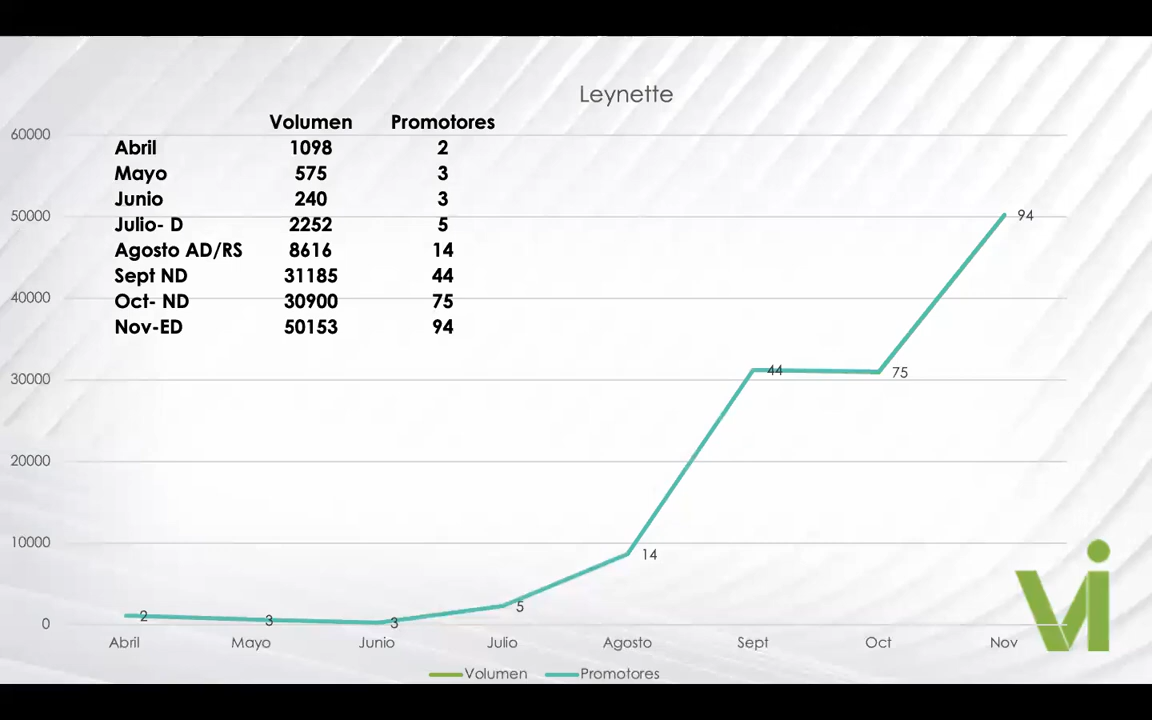 Leynette
Volumen Promotores
Abril 1098 2
Mayo 575 3
Junio 240 3
Julio- D 2252 5
Agosto AD/RS 8616 14
Sept ND 31185 44
Oct- ND 30900 75
Nov-ED 50153 94
60000
50000
40000
30000
20000
10000
0
2
3
3
5
14
44
75
94
Abril Mayo Junio Julio Agosto Sept Oct Nov
Volumen Promotores
Vi